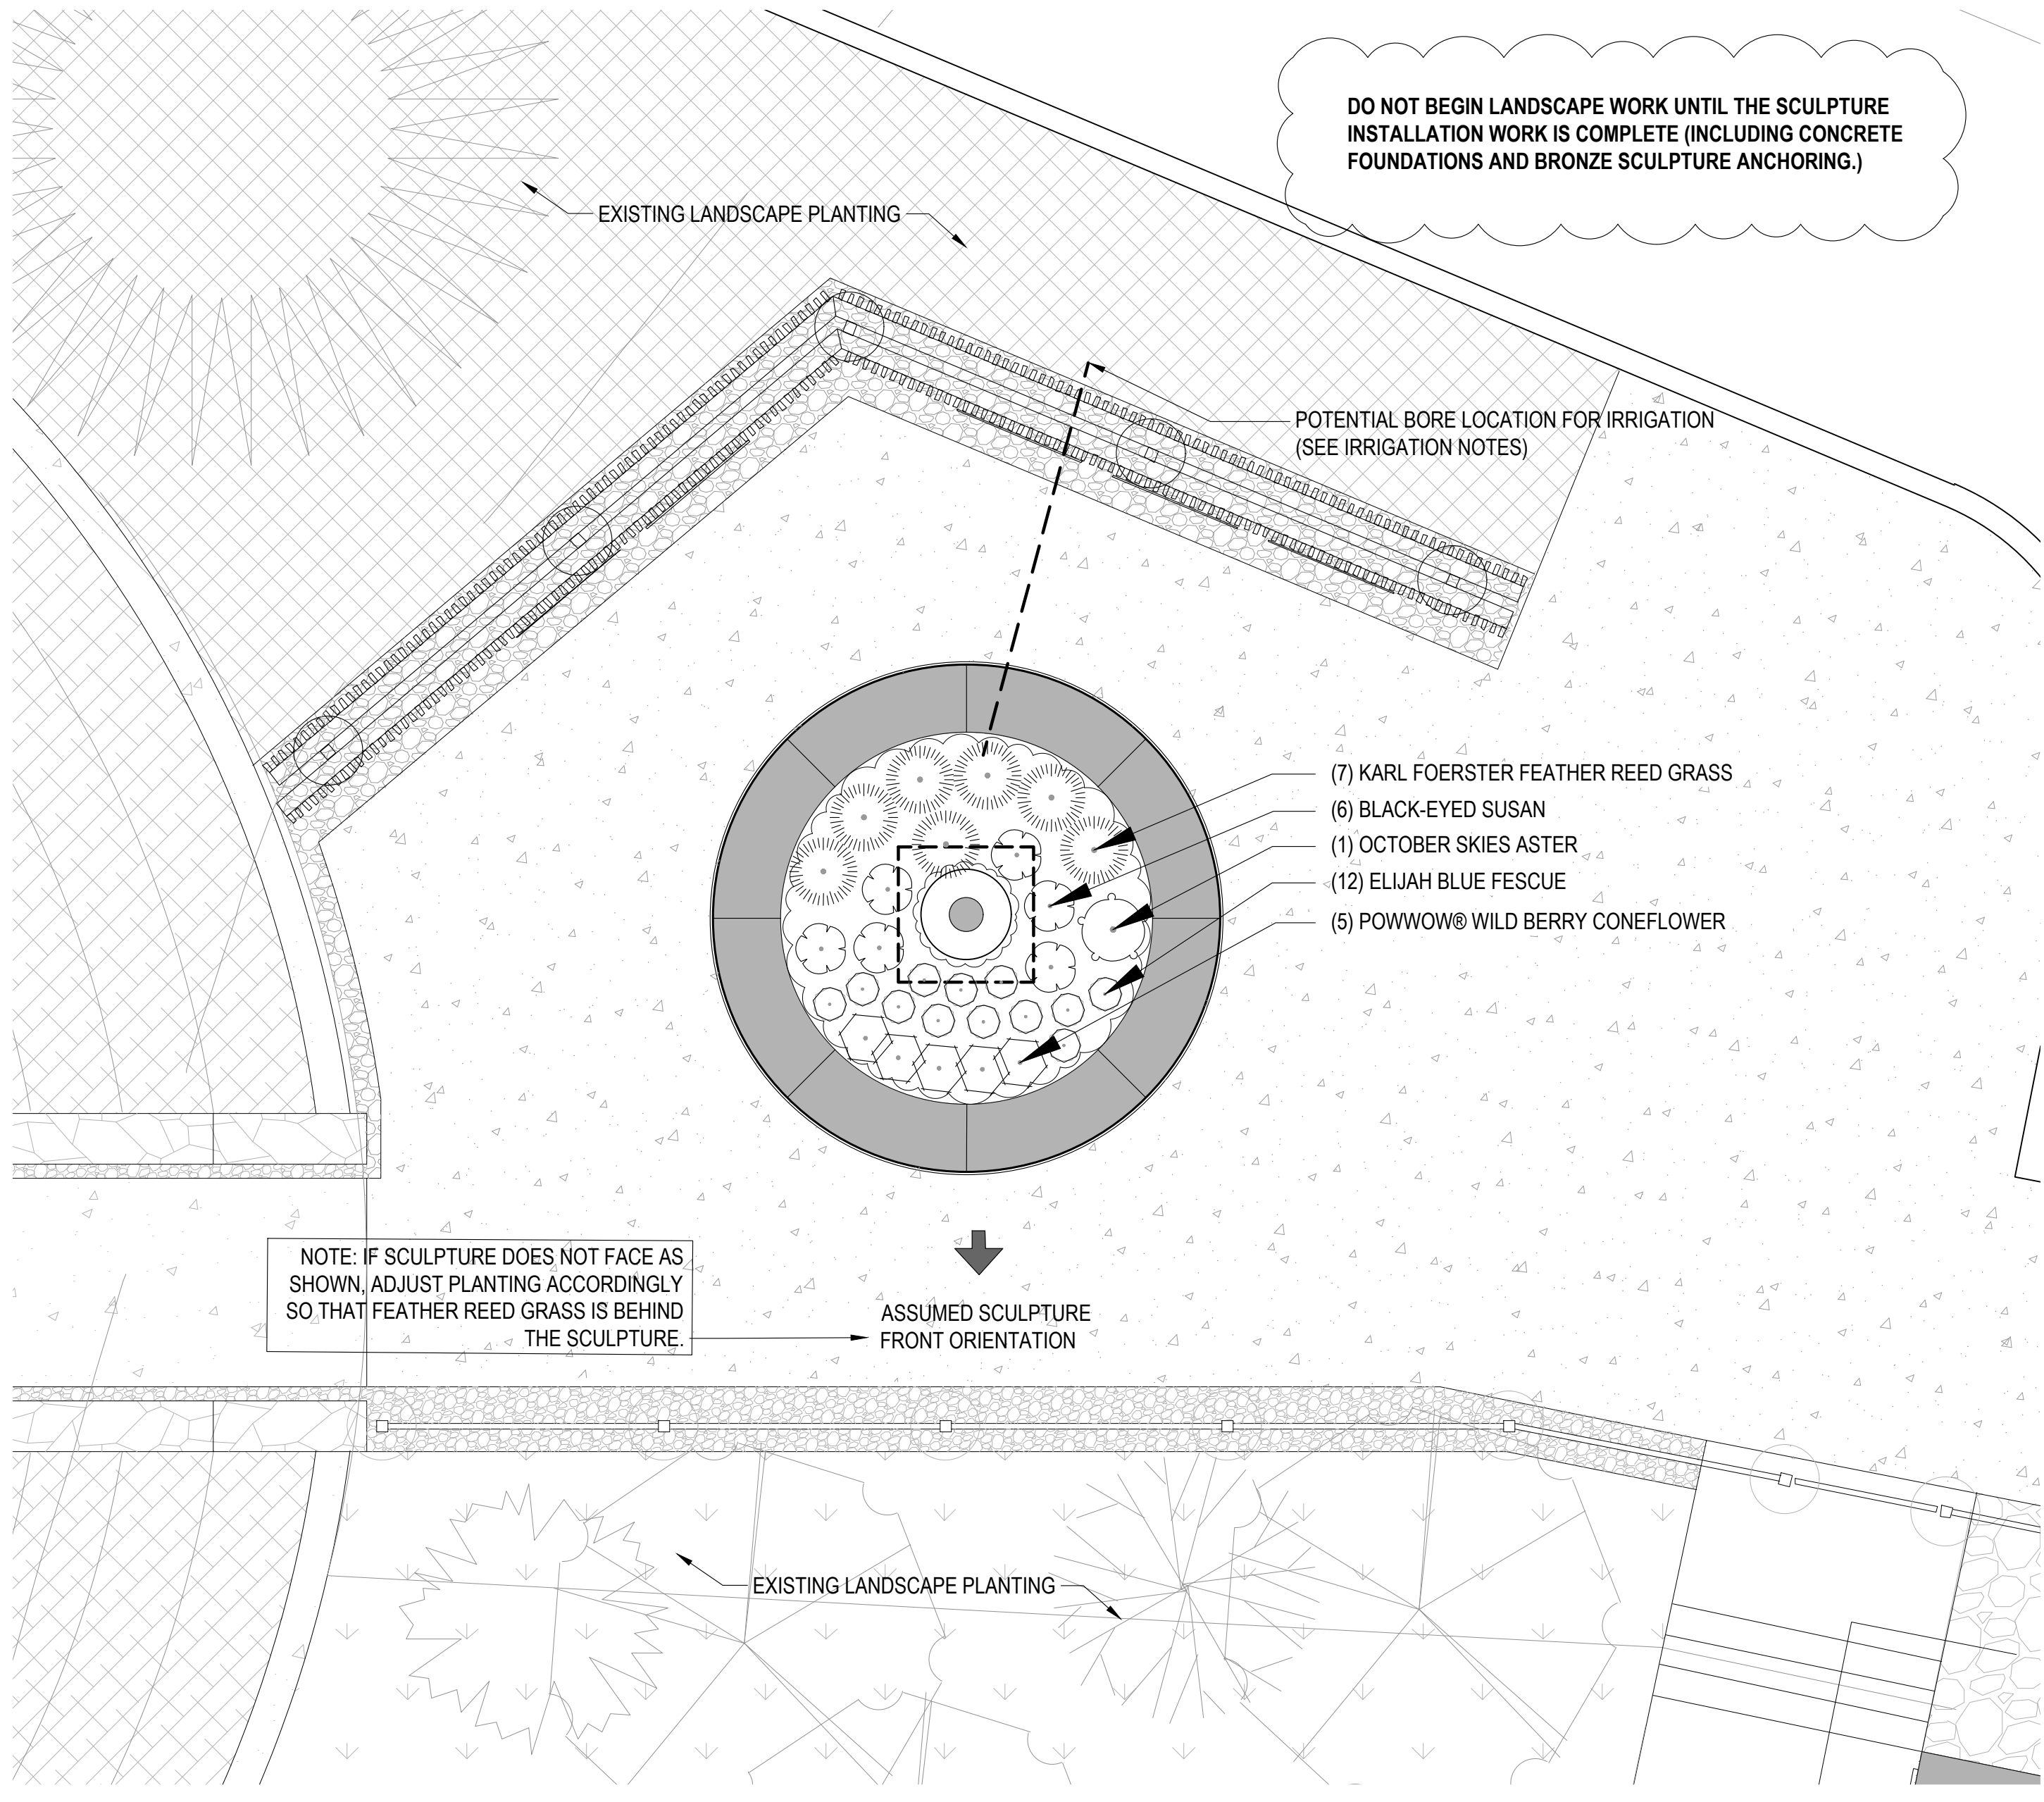 DO NOT BEGIN LANDSCAPE WORK UNTIL THE SCULPTURE
INSTALLATION WORK IS COMPLETE (INCLUDING CONCRETE
FOUNDATIONS AND BRONZE SCULPTURE ANCHORING.)
EXISTING LANDSCAPE PLANTING
POTENTIAL BORE LOCATION FOR IRRIGATION
(SEE IRRIGATION NOTES)
(7) KARL FOERSTER FEATHER REED GRASS
(6) BLACK-EYED SUSAN
(1) OCTOBER SKIES ASTER
(12) ELIJAH BLUE FESCUE
(5) POWWOW® WILD BERRY CONEFLOWER
NOTE: IF SCULPTURE DOES NOT FACE AS
SHOWN, ADJUST PLANTING ACCORDINGLY
SO THAT FEATHER REED GRASS IS BEHIND
THE SCULPTURE.
ASSUMED SCULPTURE
FRONT ORIENTATION
EXISTING LANDSCAPE PLANTING